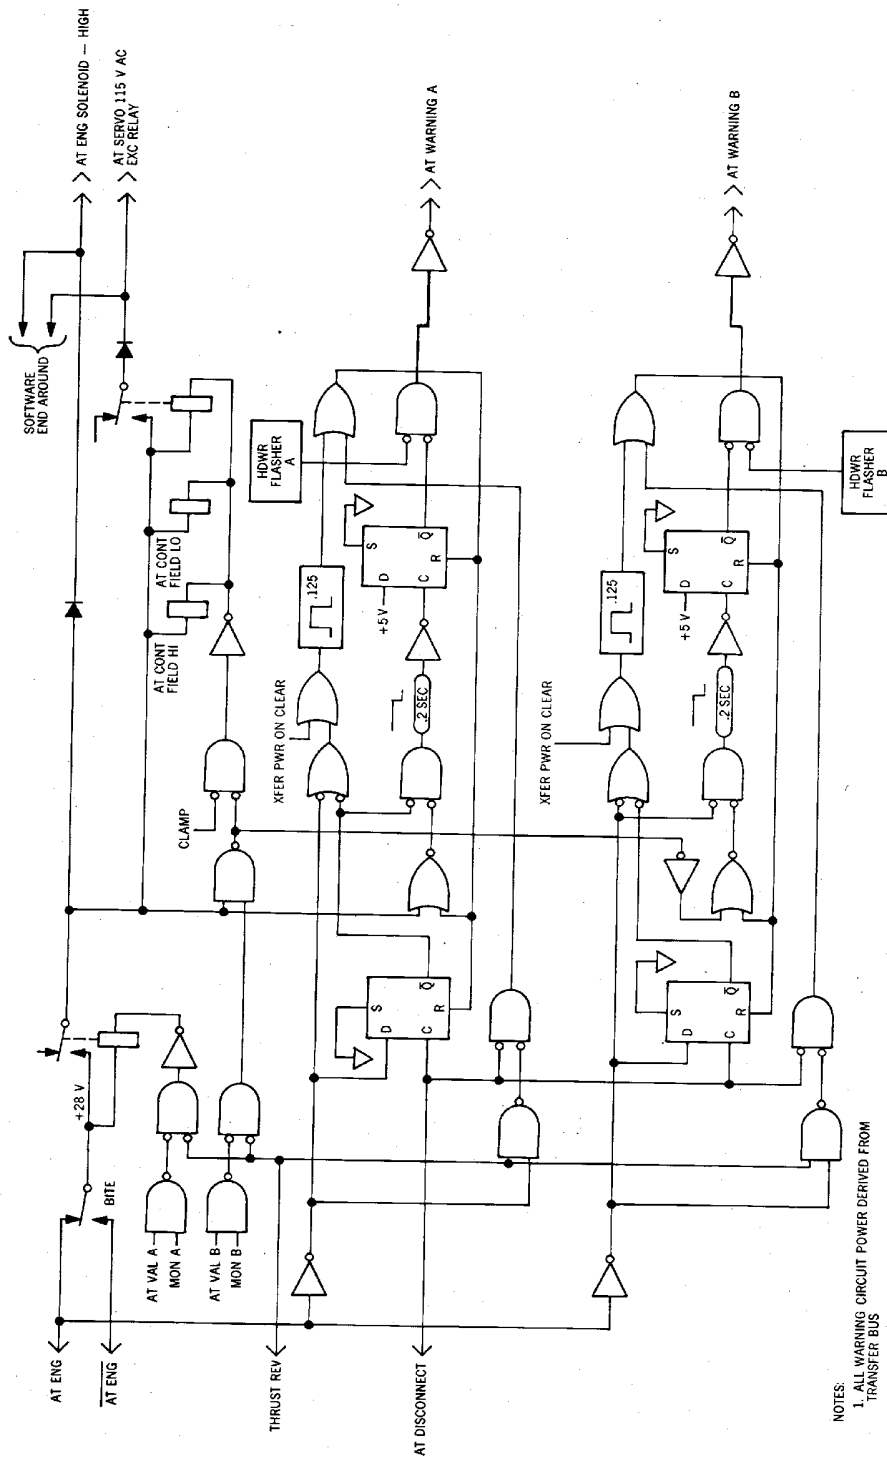 AT ENG SOLENOID – HIGH
AT SERVO 115 V AC
EXC RELAY
SOFTWARE
END AROUND
AT CONT
FIELD LO
AT CONT
FIELD HI
CLAMP
+28 V
BITE
AT VAL A
MON A
AT VAL B
MON B
AT ENG
AT ENG
THRUST REV
AT DISCONNECT
AT WARNING A
HDWR
FLASHER
A
XFER PWR ON CLEAR
.125
S
D
Q
C
R
+5 V
.2 SEC
S
D
Q
C
R
AT WARNING B
HDWR
FLASHER
B
XFER PWR ON CLEAR
.125
S
D
Q
C
R
+5 V
.2 SEC
S
D
Q
C
R
NOTES:
1. ALL WARNING CIRCUIT POWER DERIVED FROM
TRANSFER BUS